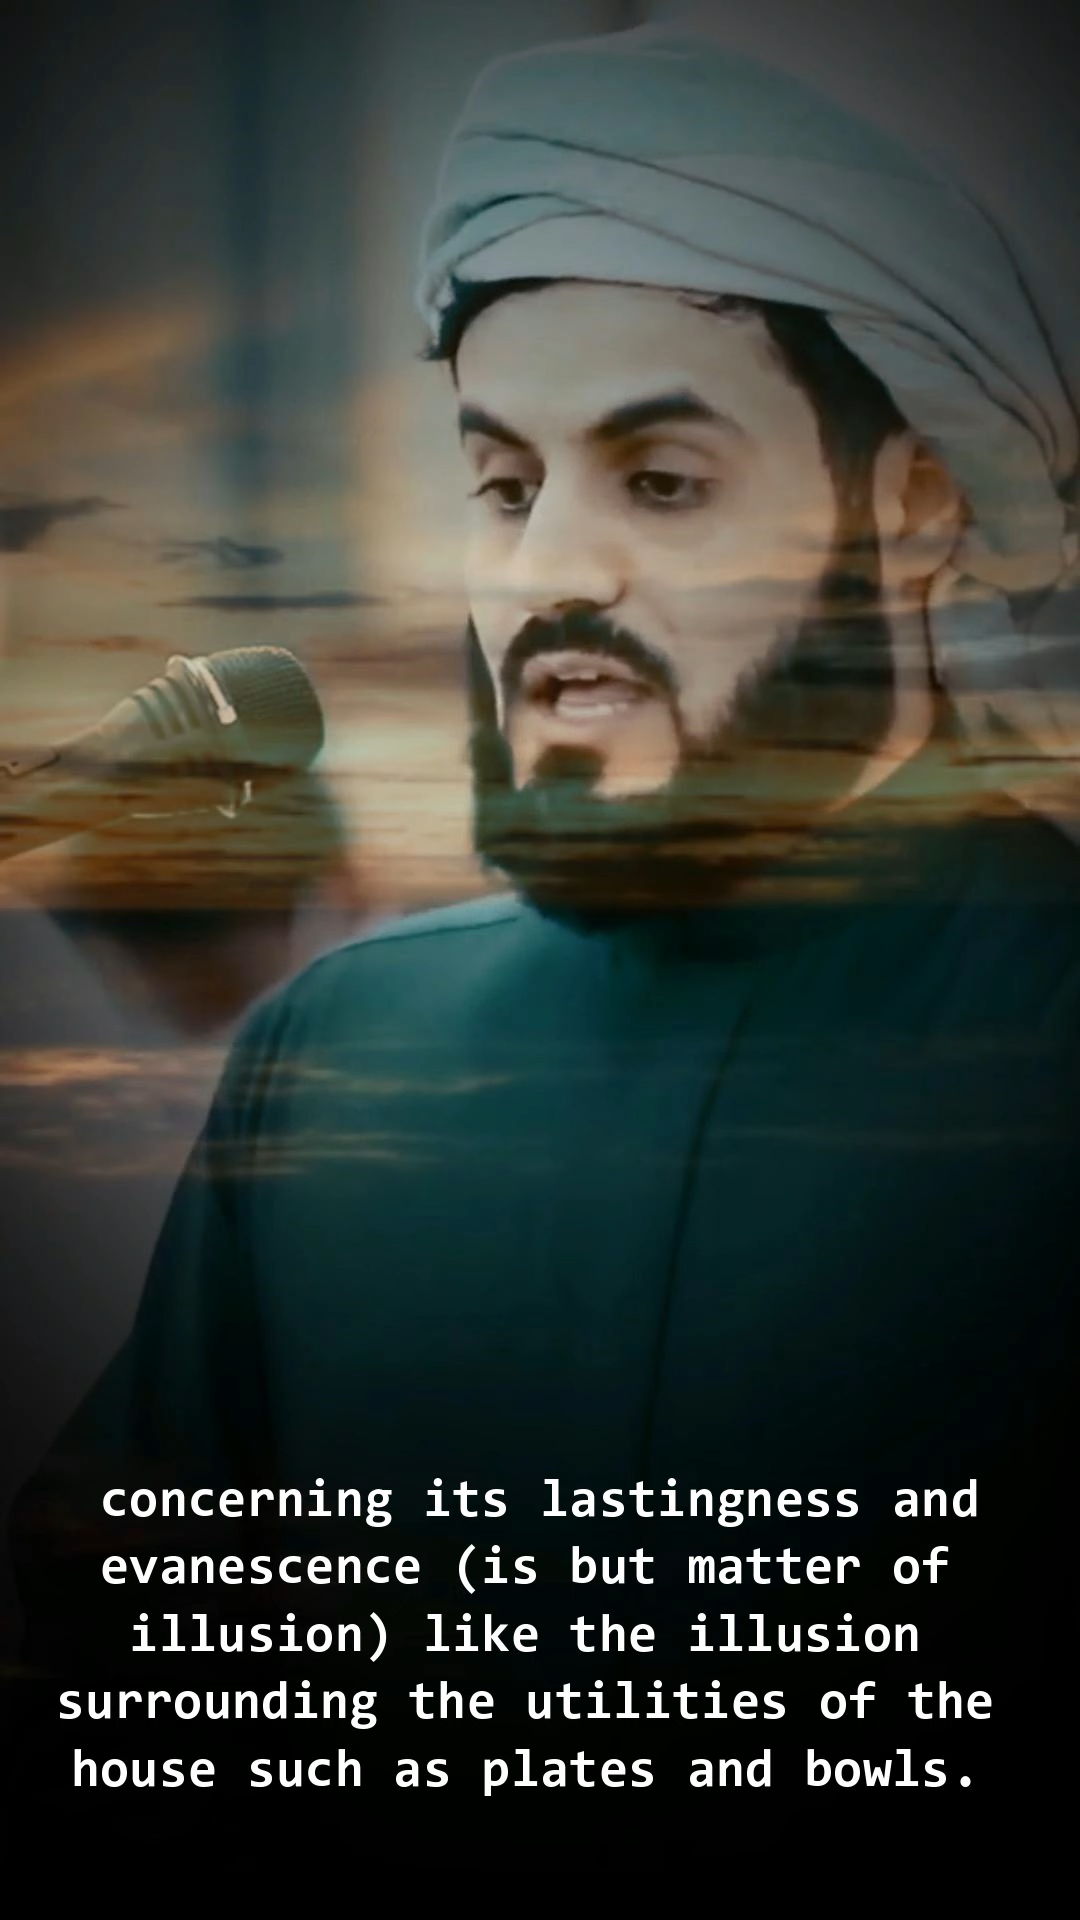 concerning its lastingness and
evanescence (is but matter of
illusion) like the illusion
surrounding the utilities of the
house such as plates and bowls.